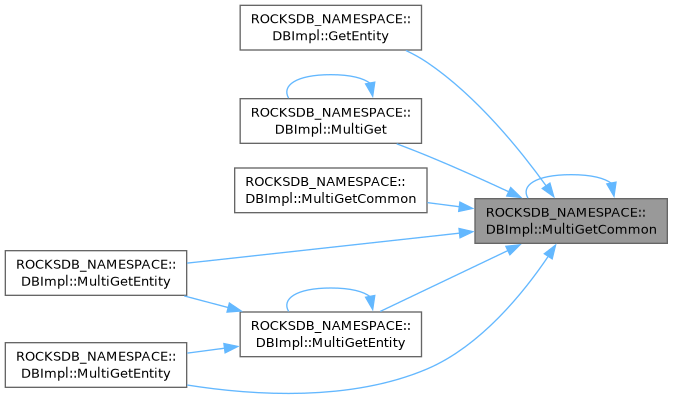 ROCKSDB_NAMESPACE::
DBImpl::GetEntity
ROCKSDB_NAMESPACE::
DBImpl::MultiGet
ROCKSDB_NAMESPACE::
DBImpl::MultiGetCommon
ROCKSDB_NAMESPACE::
DBImpl::MultiGetCommon
ROCKSDB_NAMESPACE::
DBImpl::MultiGetEntity
ROCKSDB_NAMESPACE::
DBImpl::MultiGetEntity
ROCKSDB_NAMESPACE::
DBImpl::MultiGetEntity